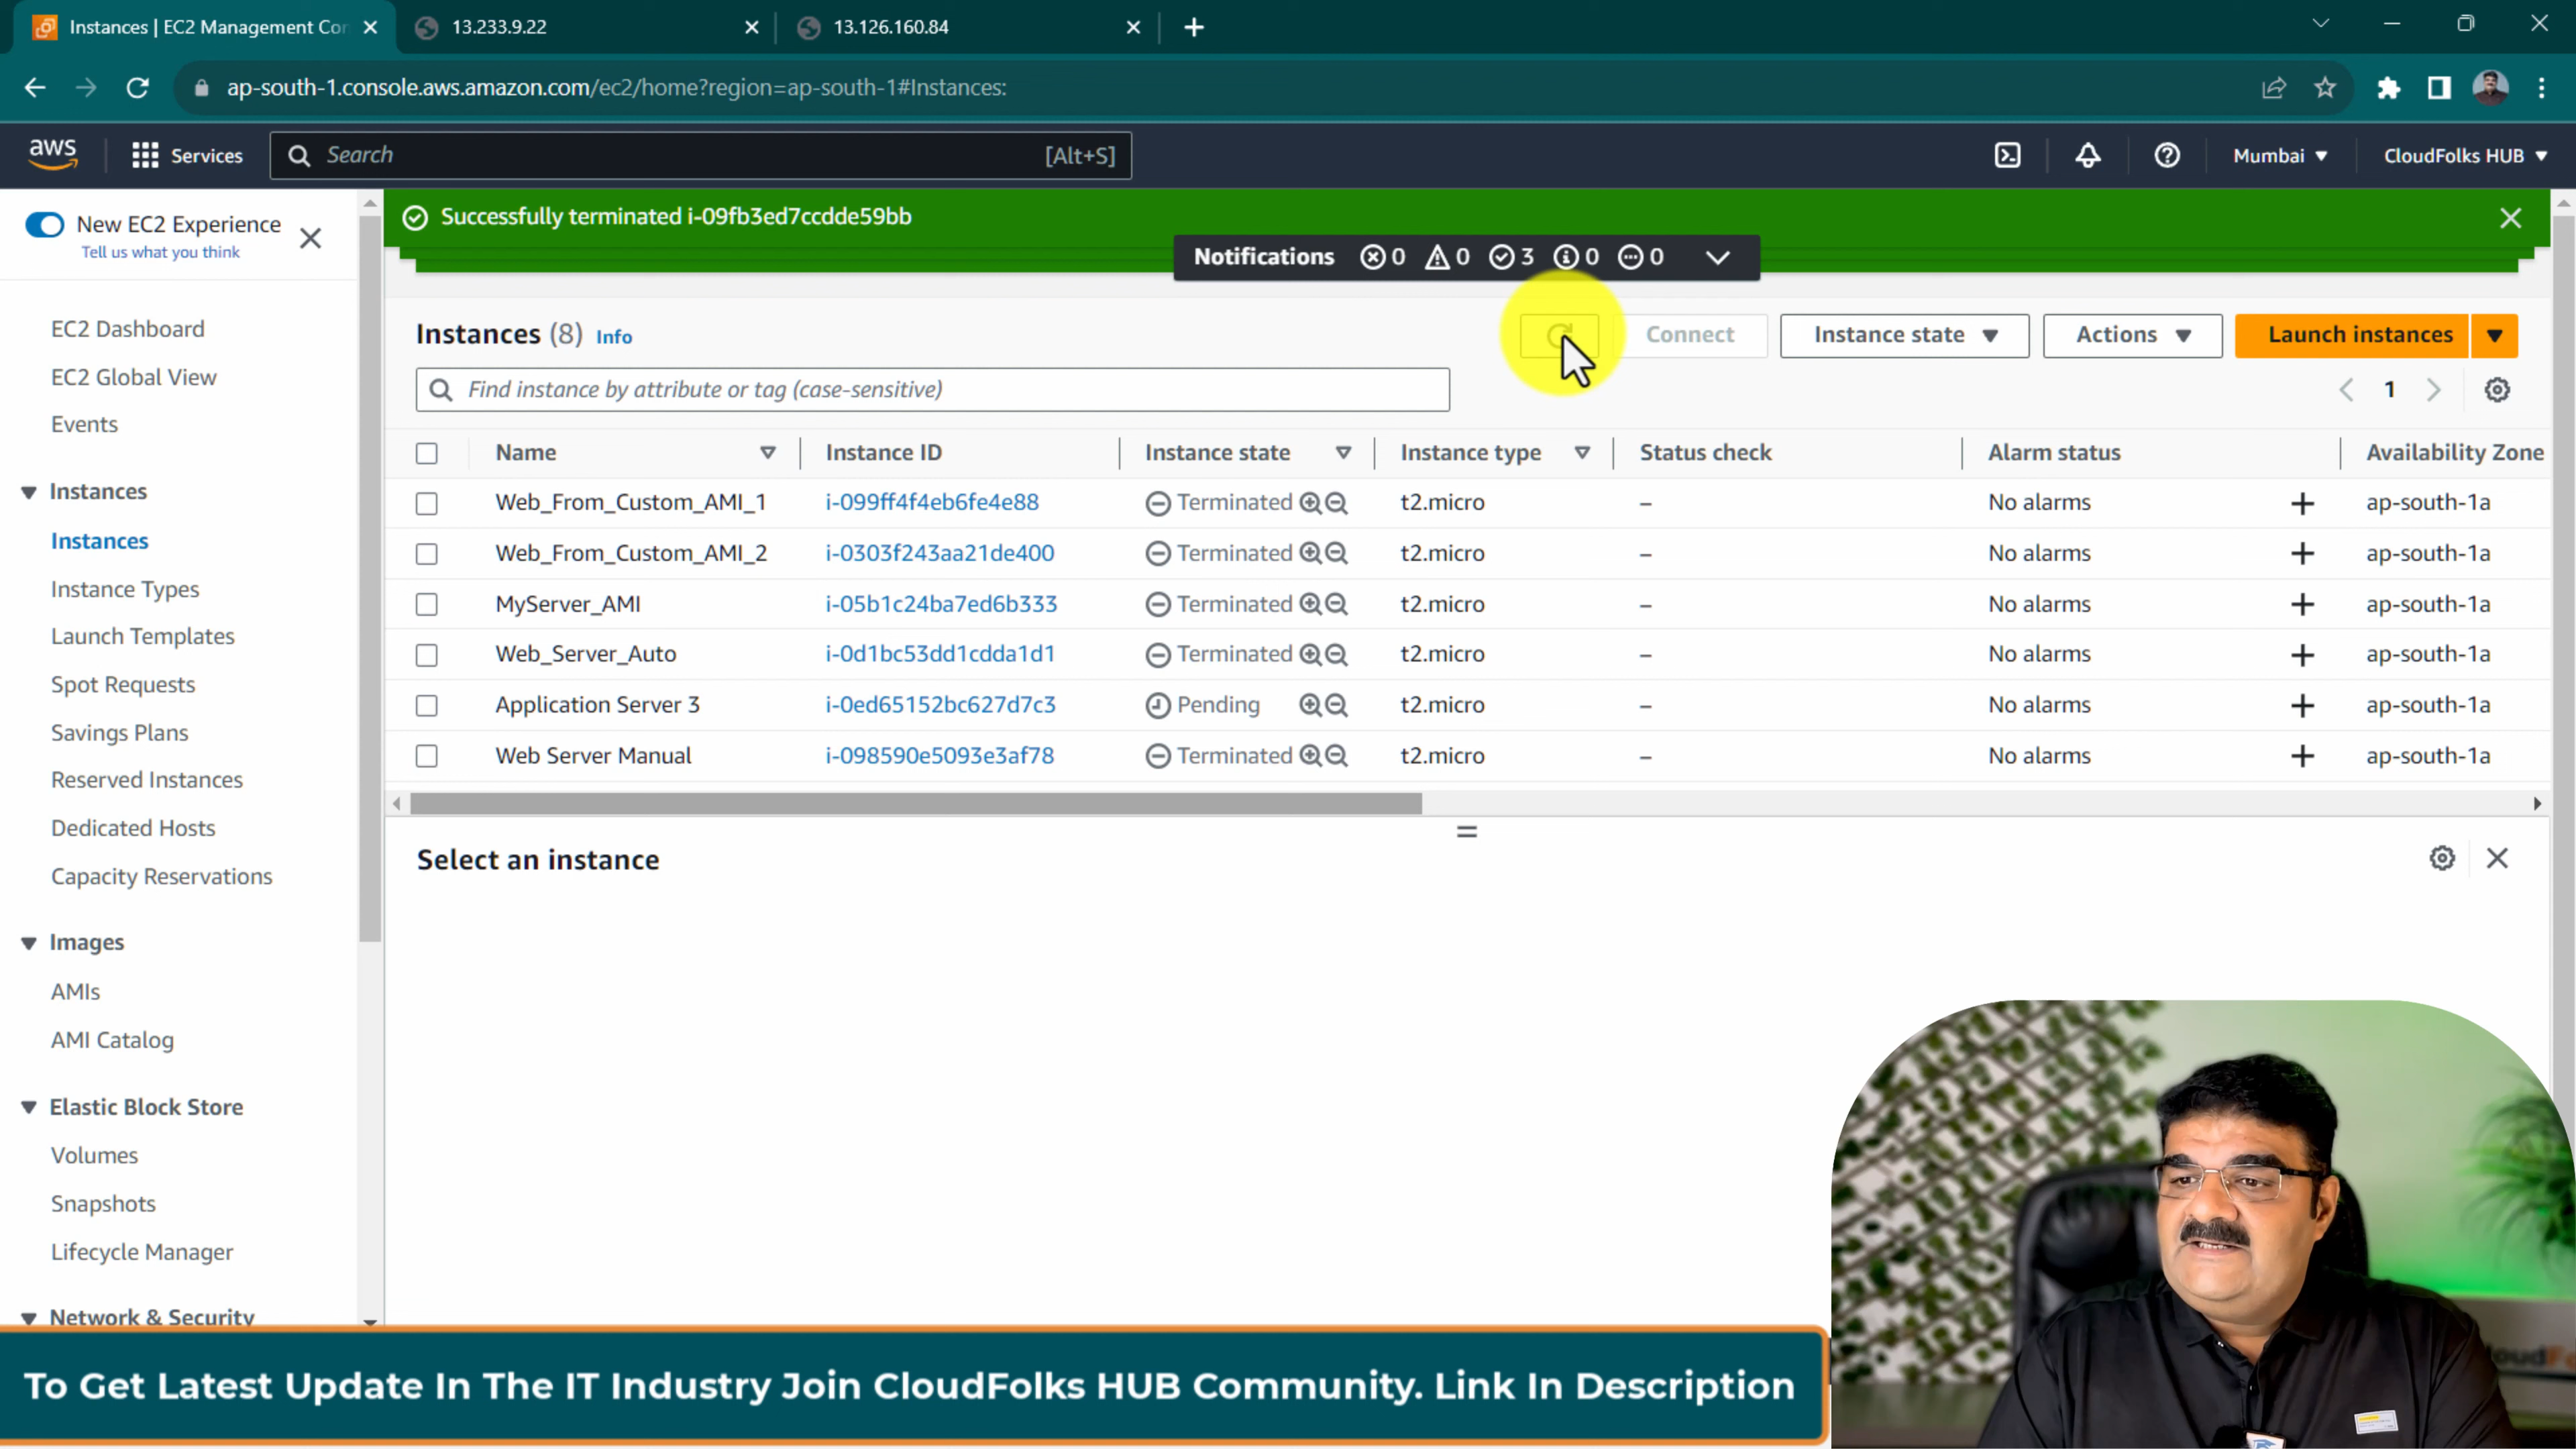 Instances | EC2 Management Cor
13.233.9.22
13.126.160.84
ap-south-1.console.aws.amazon.com/ec2/home?region=ap-south-1#Instances:
aws
Services
Search
[Alt+S]
Mumbai
CloudFolks HUB
New EC2 Experience
Tell us what you think
Successfully terminated i-09fb3ed7ccdde59bb
Notifications 0 0 3 0 0
EC2 Dashboard
EC2 Global View
Events
Instances
Instances
Instance Types
Launch Templates
Spot Requests
Savings Plans
Reserved Instances
Dedicated Hosts
Capacity Reservations
Images
AMIs
AMI Catalog
Elastic Block Store
Volumes
Snapshots
Lifecycle Manager
Network & Security
Instances (8) Info
Connect
Instance state
Actions
Launch instances
Find instance by attribute or tag (case-sensitive)
1
Name Instance ID Instance state Instance type Status check Alarm status Availability Zone
Web_From_Custom_AMI_1 i-099ff4f4eb6fe4e88 Terminated t2.micro – No alarms + ap-south-1a
Web_From_Custom_AMI_2 i-0303f243aa21de400 Terminated t2.micro – No alarms + ap-south-1a
MyServer_AMI i-05b1c24ba7ed6b333 Terminated t2.micro – No alarms + ap-south-1a
Web_Server_Auto i-0d1bc53dd1cdda1d1 Terminated t2.micro – No alarms + ap-south-1a
Application Server 3 i-0ed65152bc627d7c3 Pending t2.micro – No alarms + ap-south-1a
Web Server Manual i-098590e5093e3af78 Terminated t2.micro – No alarms + ap-south-1a
Select an instance
To Get Latest Update In The IT Industry Join CloudFolks HUB Community. Link In Description